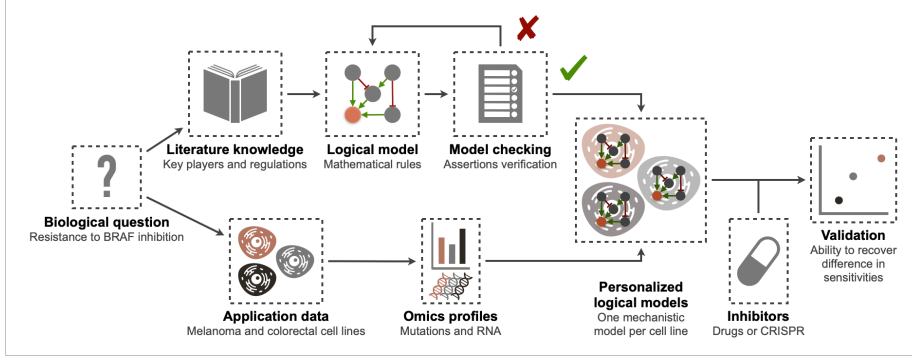 Literature knowledge
Key players and regulations
Logical model
Mathematical rules
Model checking
Assertions verification
?
Biological question
Resistance to BRAF inhibition
Application data
Melanoma and colorectal cell lines
Omics profiles
Mutations and RNA
Personalized
logical models
One mechanistic
model per cell line
Inhibitors
Drugs or CRISPR
Validation
Ability to recover
difference in
sensitivities